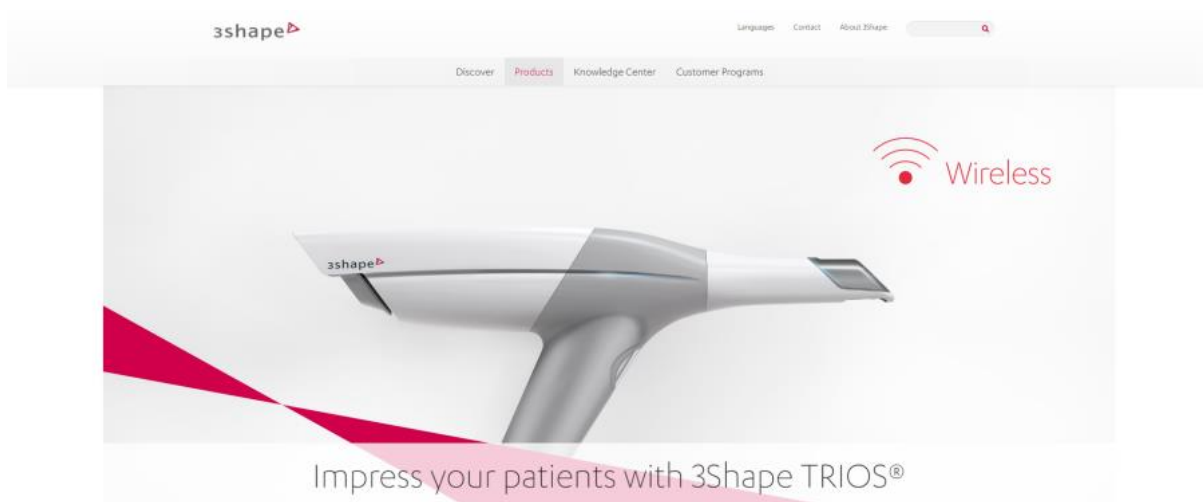 3shape
Languages Contact About 3Shape
Discover Products Knowledge Center Customer Programs
Wireless
3shape
Impress your patients with 3Shape TRIOS®